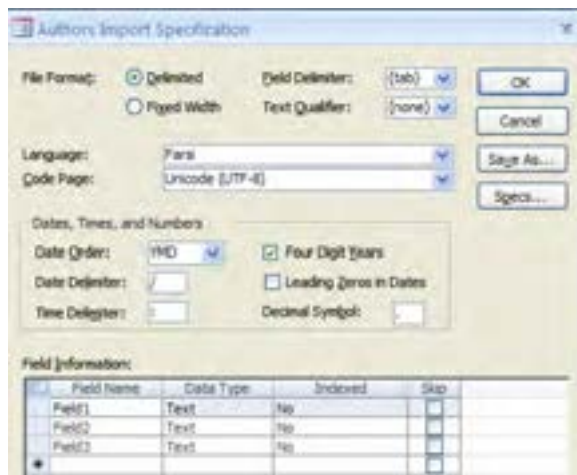 Authors Import Specification
File Format: Delimited Field Delimiter: {tab} OK
Fixed Width Text Qualifier: {none} Cancel
Language: Farsi Save As...
Code Page: Unicode (UTF-8) Specs...
Dates, Times, and Numbers
Date Order: YMD Four Digit Years
Date Delimiter: / Leading Zeros in Dates
Time Delimiter: : Decimal Symbol: .
Field Information:
Field Name Data Type Indexed Skip
Field1 Text No
Field2 Text No
Field3 Text No